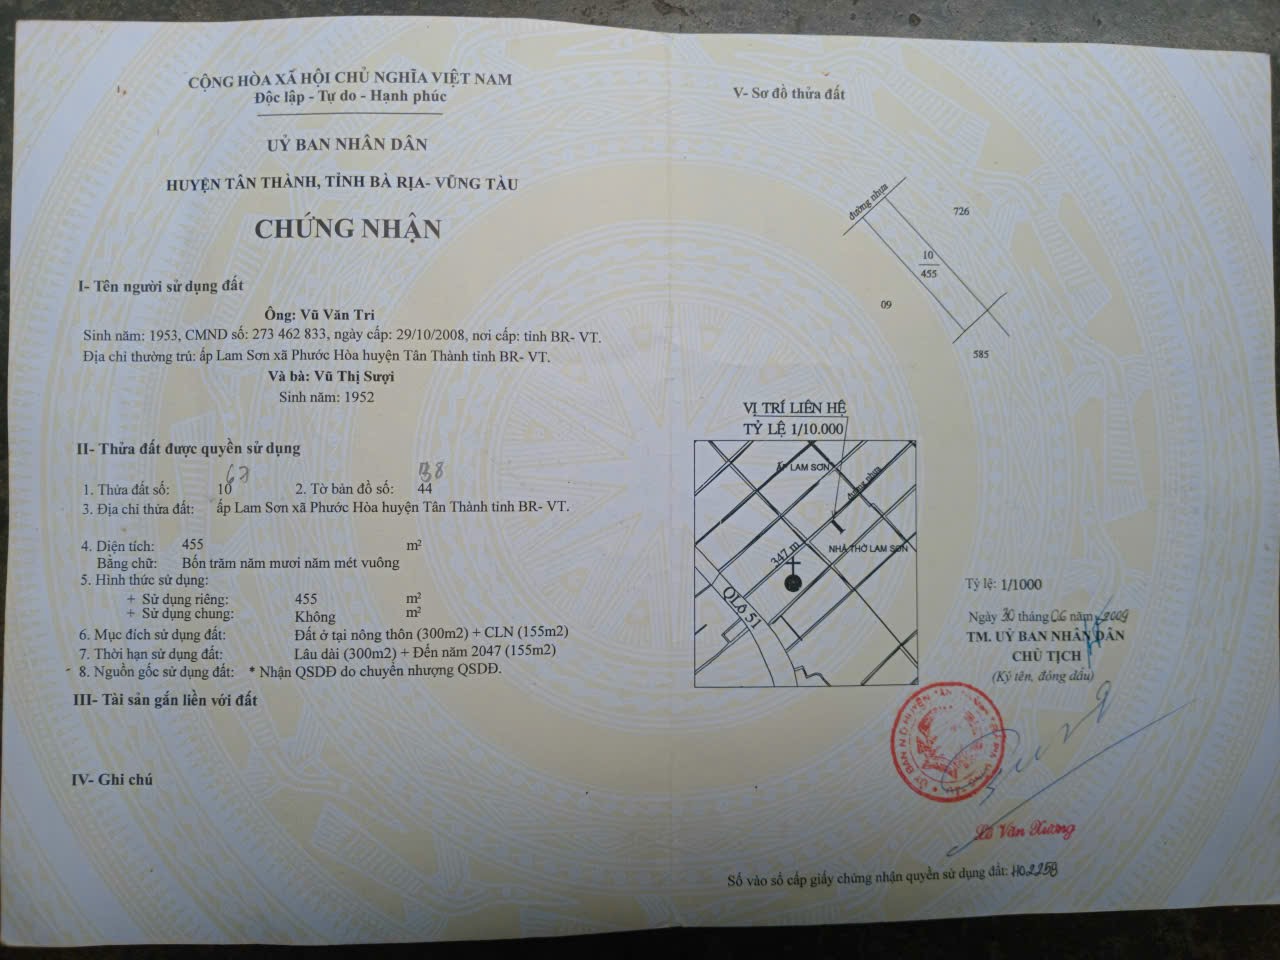 CỘNG HÒA XÃ HỘI CHỦ NGHĨA VIỆT NAM
Độc lập - Tự do - Hạnh phúc
UỶ BAN NHÂN DÂN
HUYỆN TÂN THÀNH, TỈNH BÀ RỊA- VŨNG TÀU
CHỨNG NHẬN
I- Tên người sử dụng đất
Ông: Vũ Văn Tri
Sinh năm: 1953, CMND số: 273 462 833, ngày cấp: 29/10/2008, nơi cấp: tỉnh BR- VT.
Địa chỉ thường trú: ấp Lam Sơn xã Phước Hòa huyện Tân Thành tỉnh BR- VT.
Và bà: Vũ Thị Sượi
Sinh năm: 1952
II- Thửa đất được quyền sử dụng
1. Thửa đất số: 10 2. Tờ bản đồ số: 44
3. Địa chỉ thửa đất: ấp Lam Sơn xã Phước Hòa huyện Tân Thành tỉnh BR- VT.
4. Diện tích: 455 m²
Bằng chữ: Bốn trăm năm mươi năm mét vuông
5. Hình thức sử dụng:
+ Sử dụng riêng: 455 m²
+ Sử dụng chung: Không m²
6. Mục đích sử dụng đất: Đất ở tại nông thôn (300m2) + CLN (155m2)
7. Thời hạn sử dụng đất: Lâu dài (300m2) + Đến năm 2047 (155m2)
8. Nguồn gốc sử dụng đất: * Nhận QSDĐ do chuyển nhượng QSDĐ.
III- Tài sản gắn liền với đất
IV- Ghi chú
V- Sơ đồ thửa đất
đường nhựa
726
10
455
09
585
VỊ TRÍ LIÊN HỆ
TỶ LỆ 1/10.000
ẤP LAM SƠN
đường nhựa
347 m
NHÀ THỜ LAM SƠN
QLộ 51
Tỷ lệ: 1/1000
Ngày 30 tháng 06 năm 2009
TM. UỶ BAN NHÂN DÂN
CHỦ TỊCH
(Ký tên, đóng dấu)
Lê Văn Xương
Số vào sổ cấp giấy chứng nhận quyền sử dụng đất: H02259